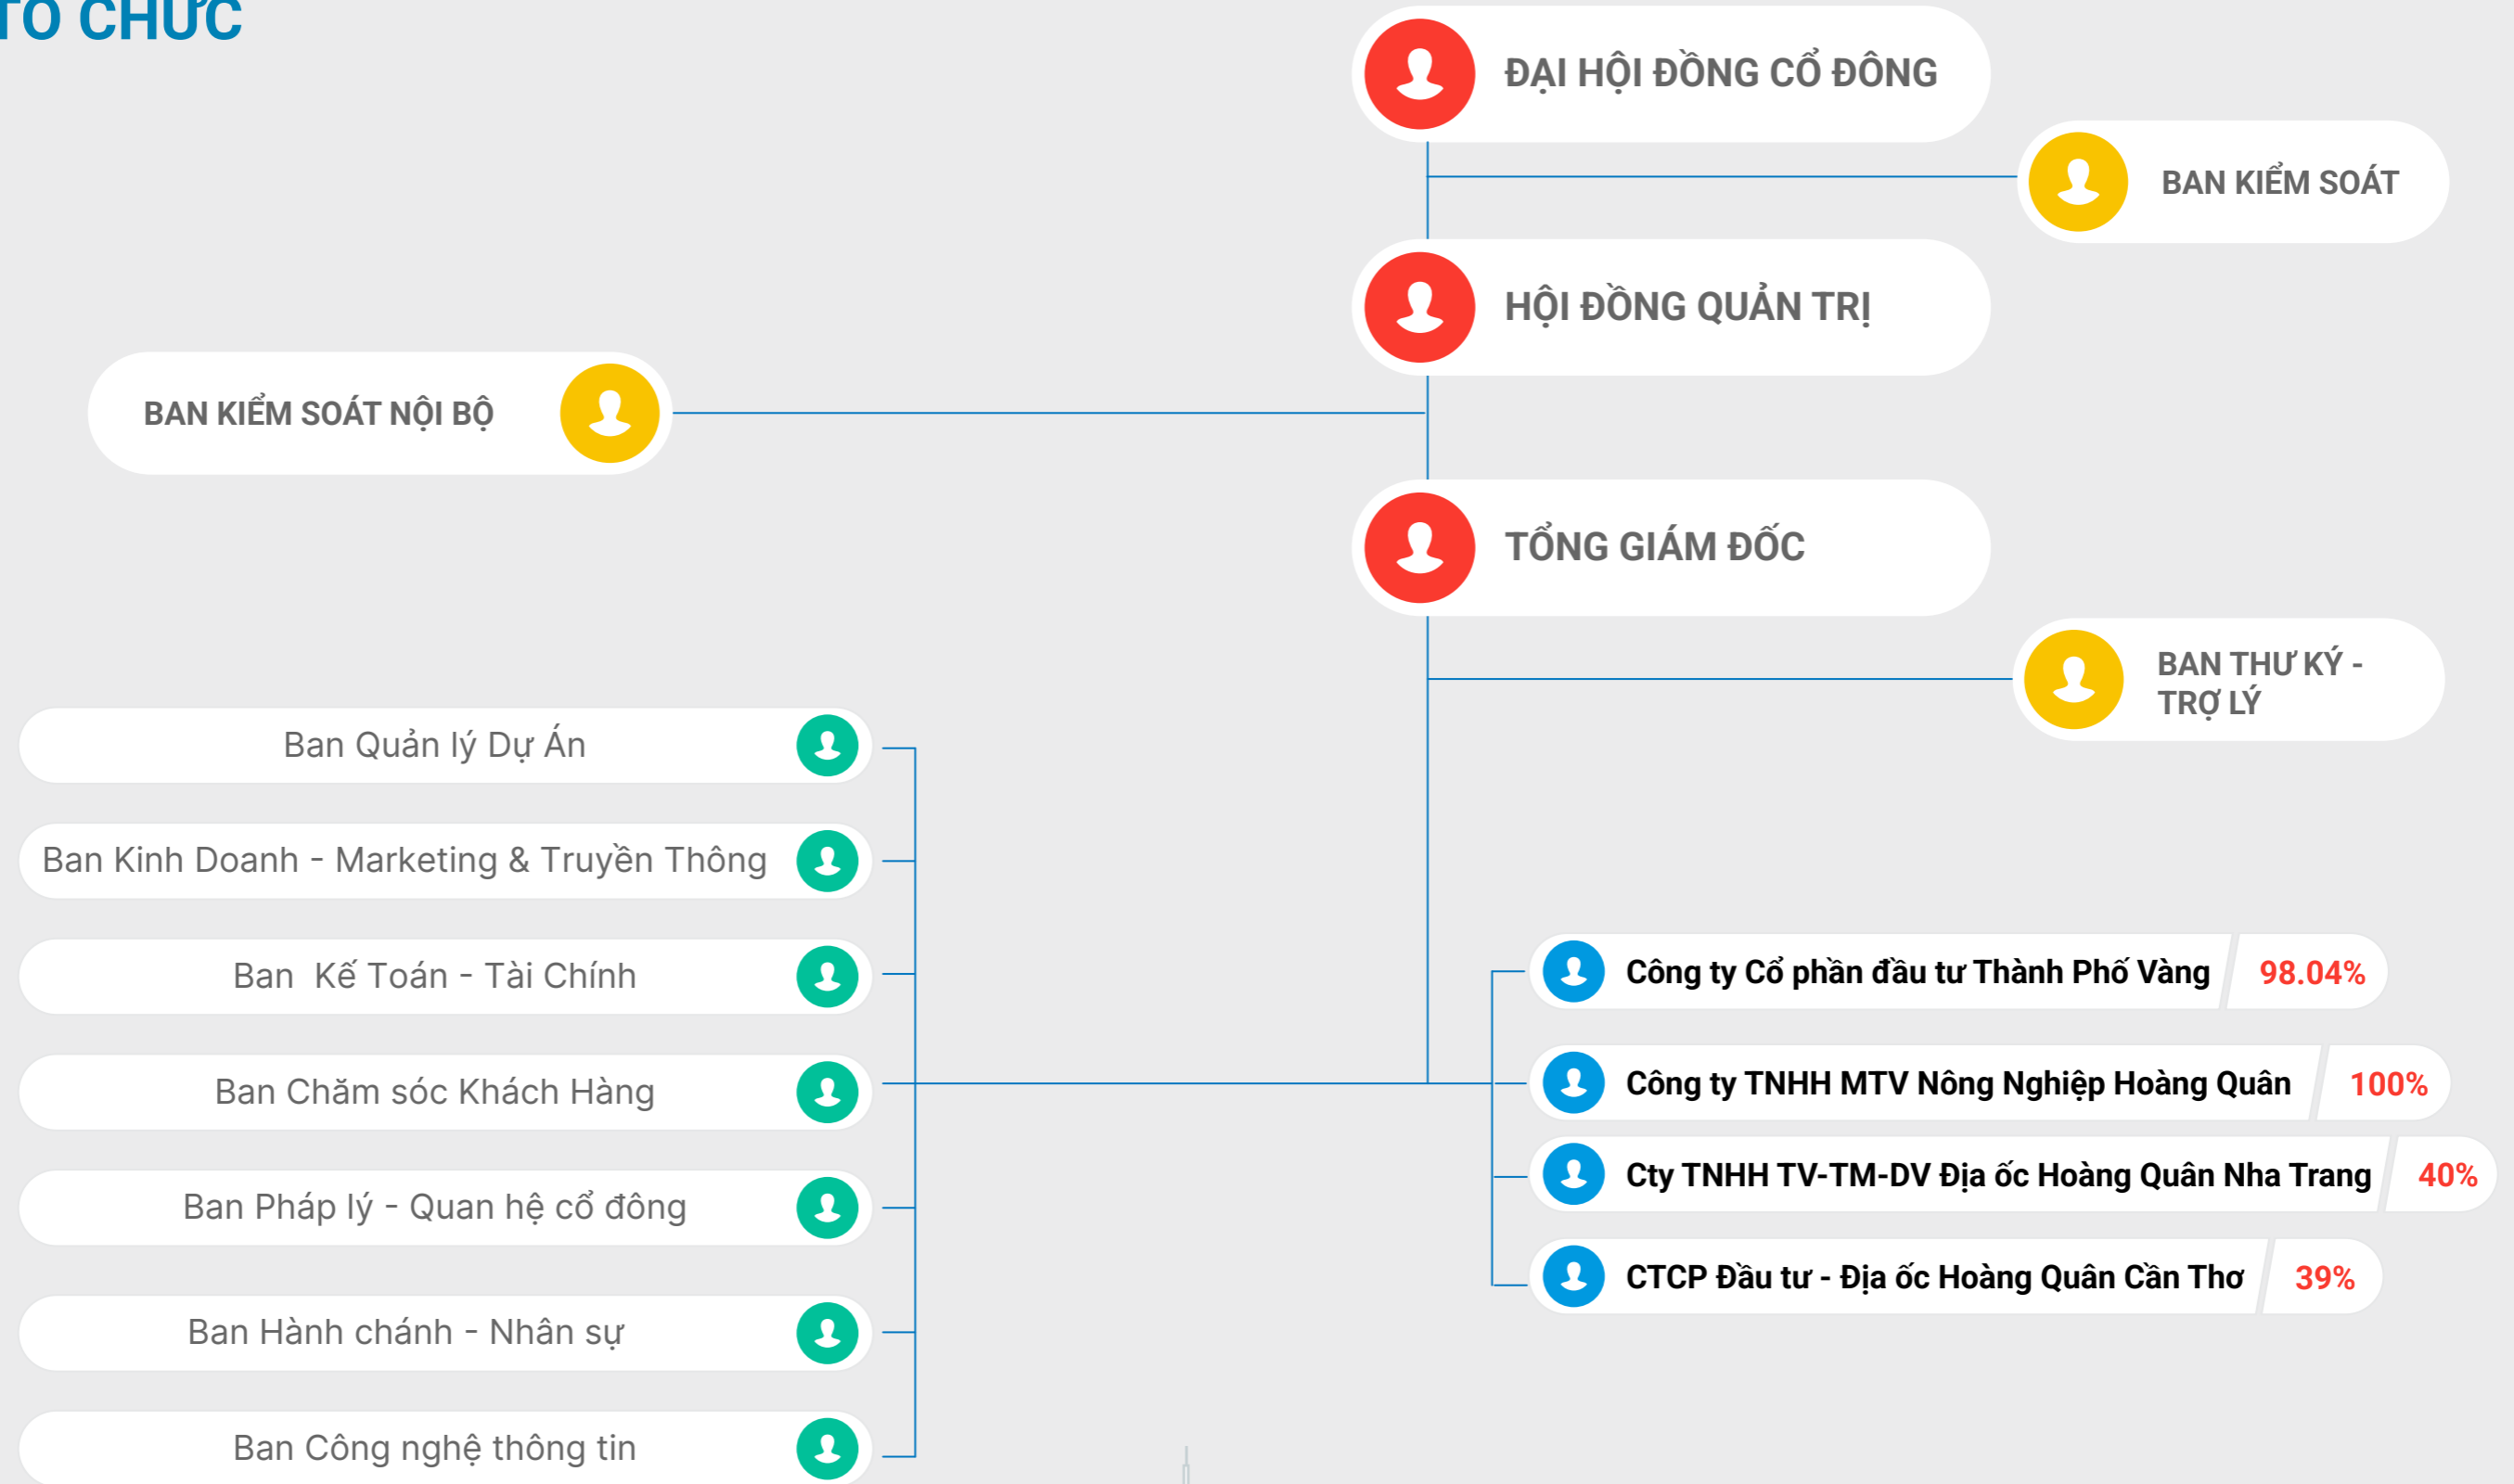 TỔ CHỨC
ĐẠI HỘI ĐỒNG CỔ ĐÔNG
BAN KIỂM SOÁT
HỘI ĐỒNG QUẢN TRỊ
BAN KIỂM SOÁT NỘI BỘ
TỔNG GIÁM ĐỐC
BAN THƯ KÝ -
TRỢ LÝ
Ban Quản lý Dự Án
Ban Kinh Doanh - Marketing & Truyền Thông
Ban Kế Toán - Tài Chính
Ban Chăm sóc Khách Hàng
Ban Pháp lý - Quan hệ cổ đông
Ban Hành chánh - Nhân sự
Ban Công nghệ thông tin
Công ty Cổ phần đầu tư Thành Phố Vàng 98.04%
Công ty TNHH MTV Nông Nghiệp Hoàng Quân 100%
Cty TNHH TV-TM-DV Địa ốc Hoàng Quân Nha Trang 40%
CTCP Đầu tư - Địa ốc Hoàng Quân Cần Thơ 39%